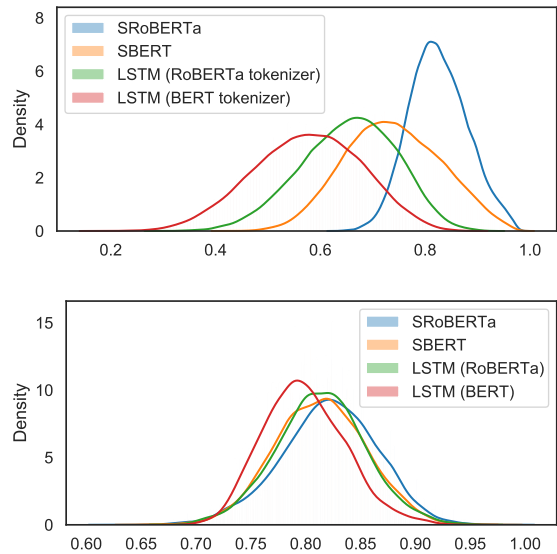 8
6
4
2
0
Density
SRoBERTa
SBERT
LSTM (RoBERTa tokenizer)
LSTM (BERT tokenizer)
0.2 0.4 0.6 0.8 1.0
15
10
5
0
Density
SRoBERTa
SBERT
LSTM (RoBERTa)
LSTM (BERT)
0.60 0.65 0.70 0.75 0.80 0.85 0.90 0.95 1.00